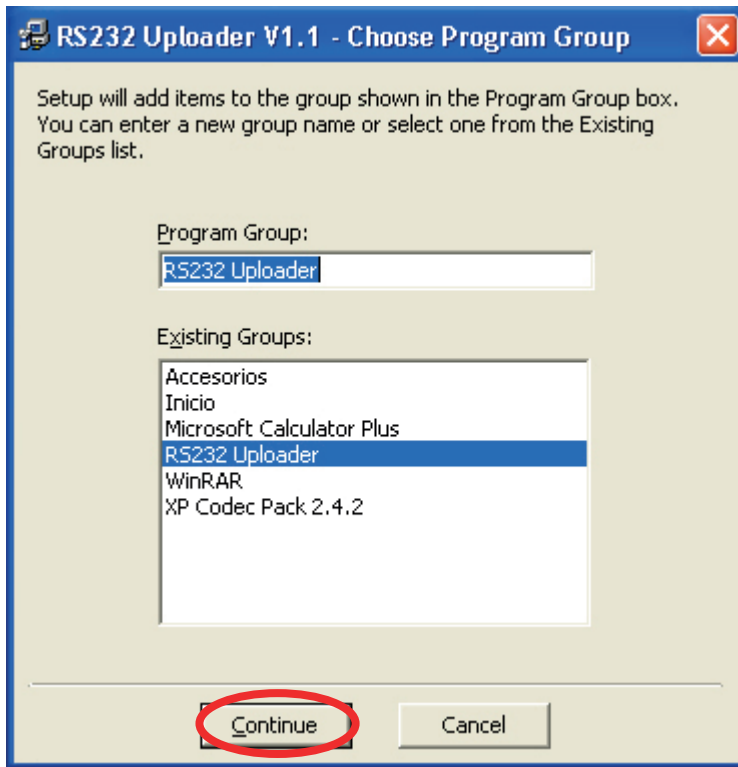 RS232 Uploader V1.1 - Choose Program Group
Setup will add items to the group shown in the Program Group box.
You can enter a new group name or select one from the Existing
Groups list.
Program Group:
RS232 Uploader
Existing Groups:
Accesorios
Inicio
Microsoft Calculator Plus
RS232 Uploader
WinRAR
XP Codec Pack 2.4.2
Continue
Cancel